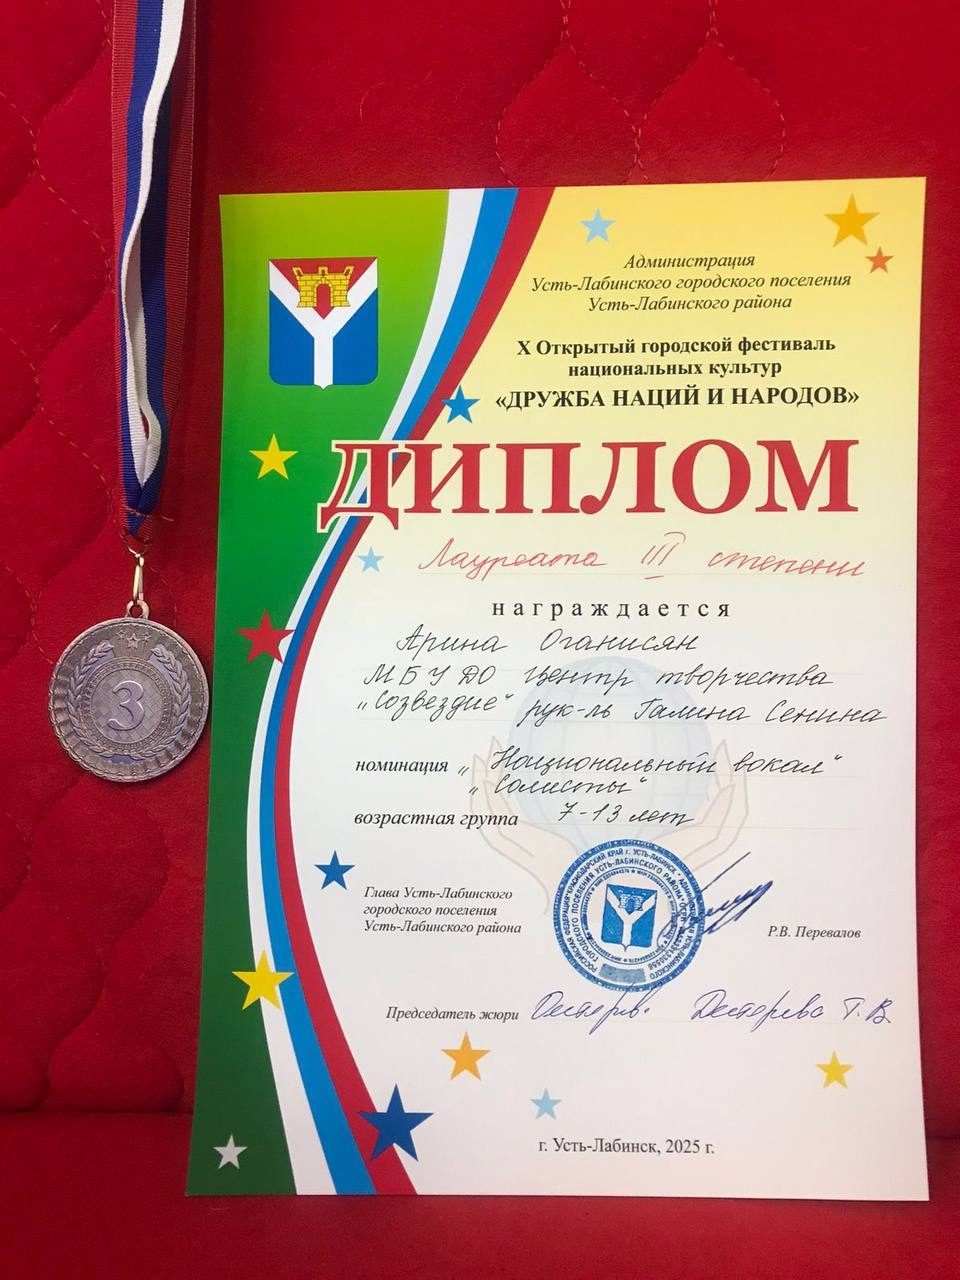 3
Администрация
Усть-Лабинского городского поселения
Усть-Лабинского района
X Открытый городской фестиваль
национальных культур
«ДРУЖБА НАЦИЙ И НАРОДОВ»
ДИПЛОМ
Лауреата III степени
награждается
Арина Оганисян
МБУ ДО Центр творчества
"Созвездие" рук-ль Галина Сенина
номинация "Национальный вокал"
"Солисты"
возрастная группа 7-13 лет
Глава Усть-Лабинского
городского поселения
Усть-Лабинского района
Р.В. Перевалов
Председатель жюри
Т.В.
г. Усть-Лабинск, 2025 г.